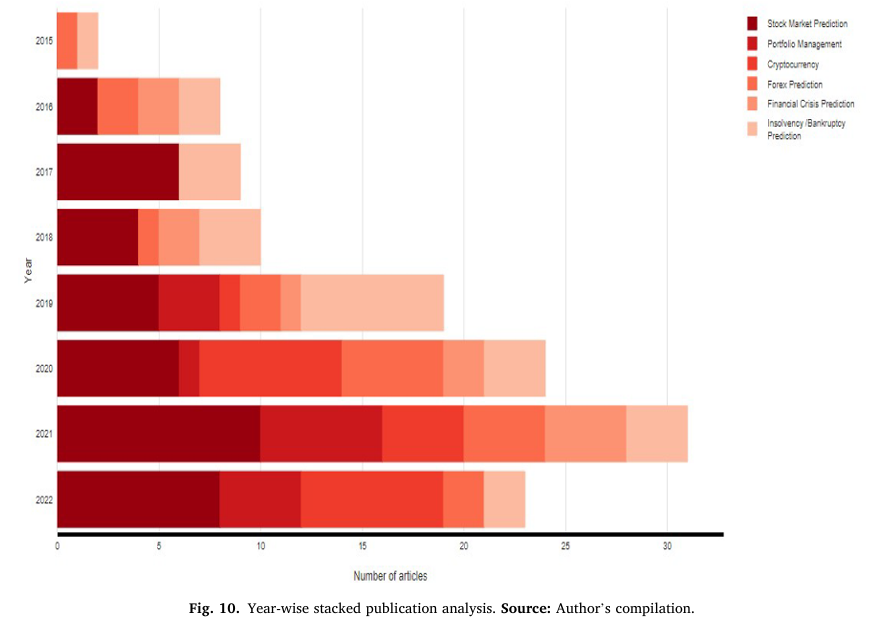 2015
2016
2017
2018
2019
2020
2021
2022
Year
0 5 10 15 20 25 30
Number of articles
Stock Market Prediction
Portfolio Management
Cryptocurrency
Forex Prediction
Financial Crisis Prediction
Insolvency /Bankruptcy
Prediction
Fig. 10. Year-wise stacked publication analysis. Source: Author's compilation.